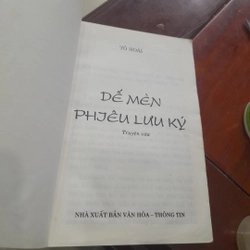 TÔ HOÀI
DẾ MÈN
PHIÊU LƯU KÝ
Truyện vừa
NHÀ XUẤT BẢN VĂN HÓA - THÔNG TIN